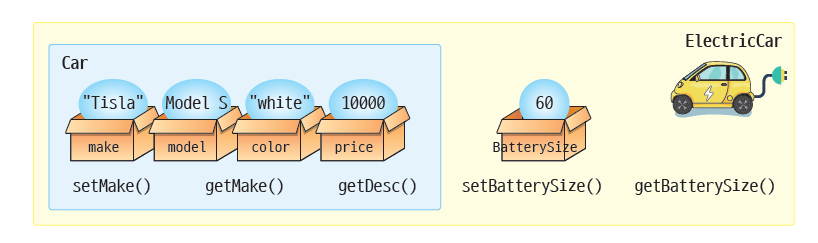 ElectricCar
Car
"Tisla" Model S "white" 10000 60
make model color price BatterySize
setMake() getMake() getDesc() setBatterySize() getBatterySize()